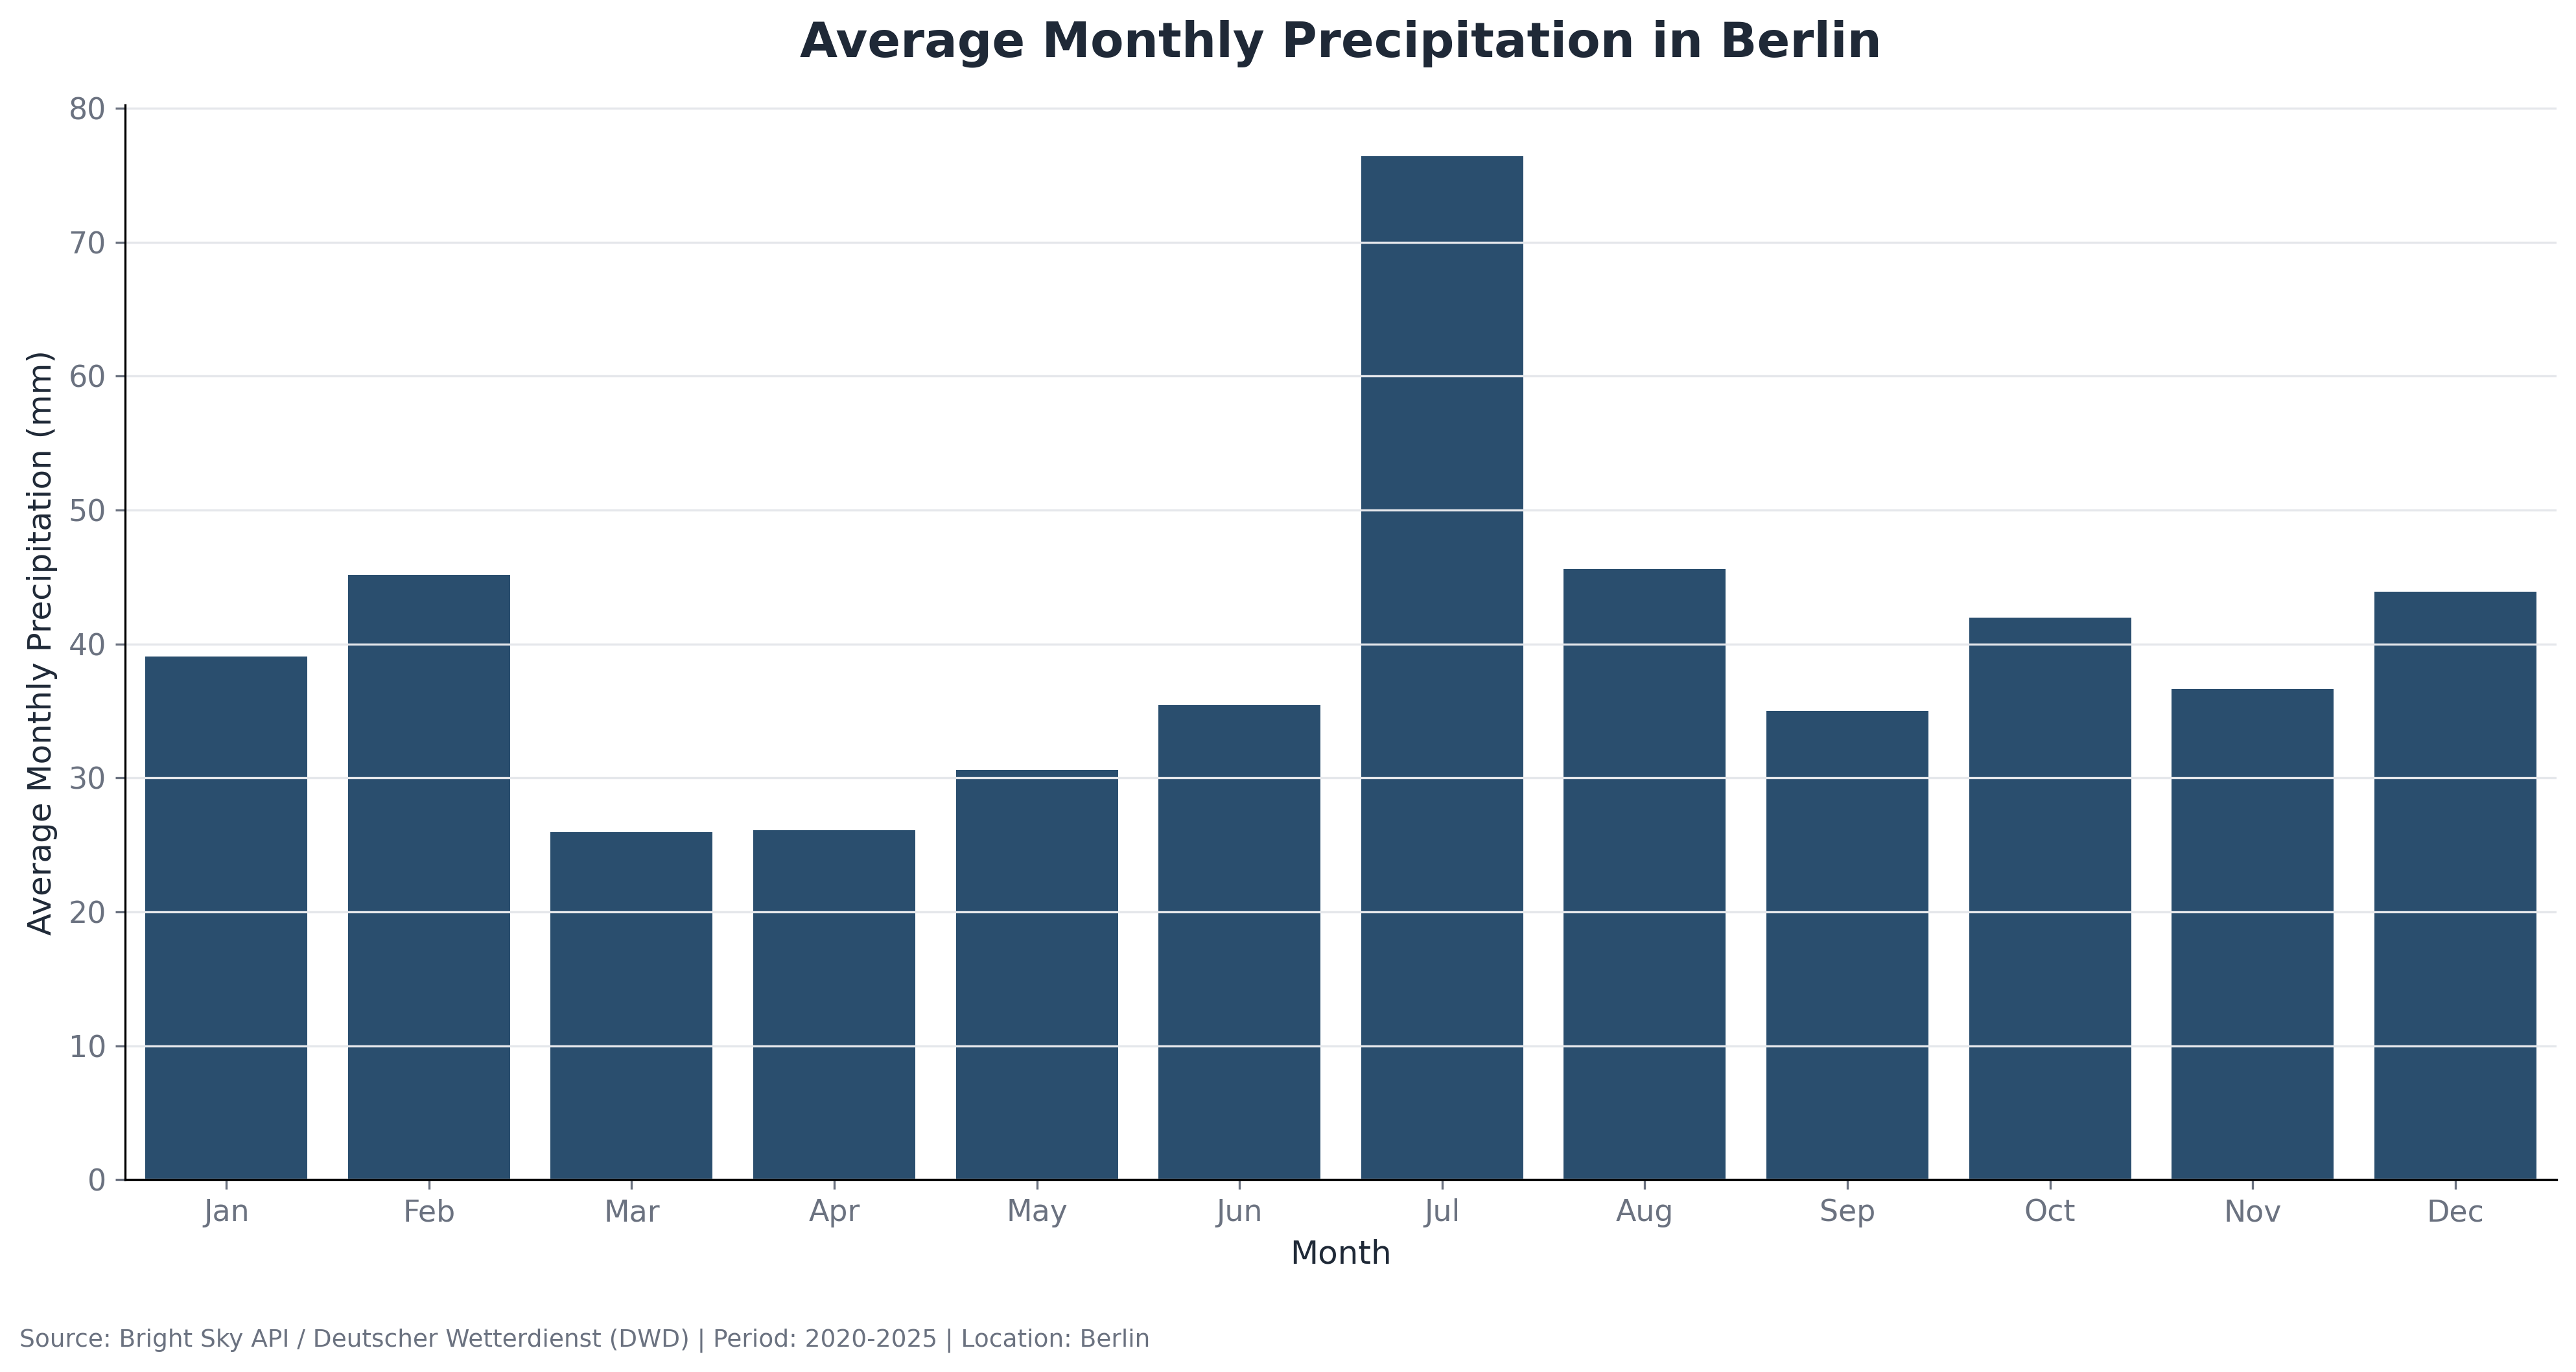 Average Monthly Precipitation in Berlin
Average Monthly Precipitation (mm)
80
70
60
50
40
30
20
10
0
Jan Feb Mar Apr May Jun Jul Aug Sep Oct Nov Dec
Month
Source: Bright Sky API / Deutscher Wetterdienst (DWD) | Period: 2020-2025 | Location: Berlin